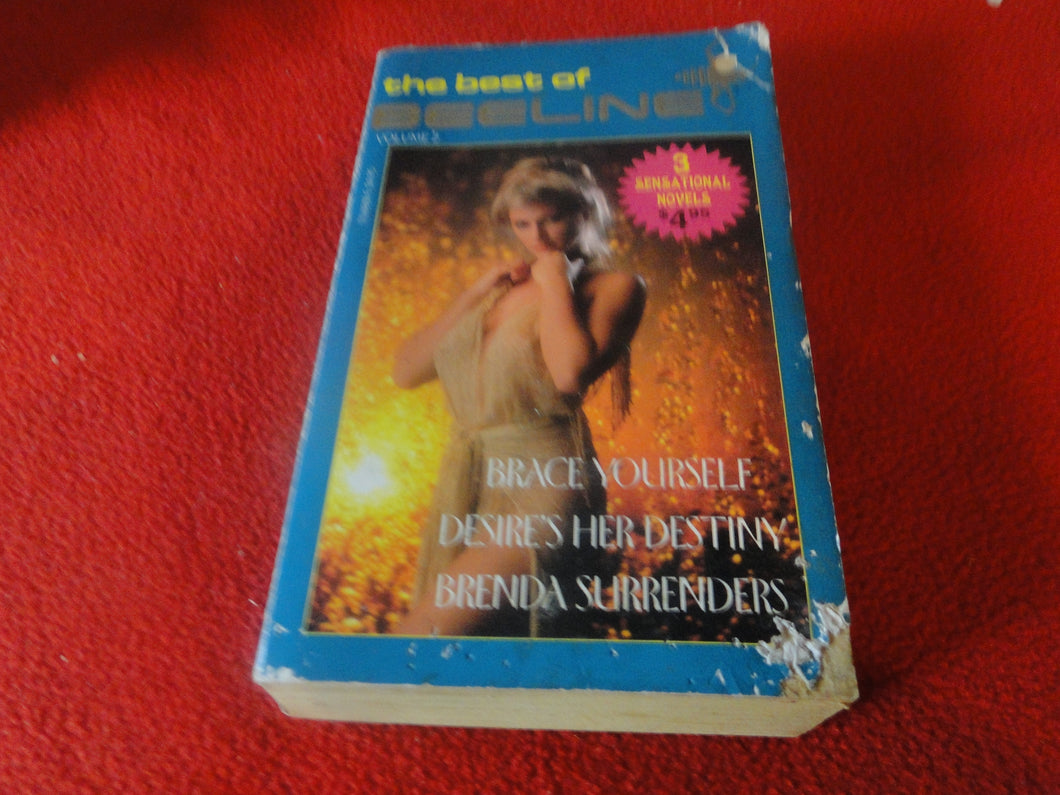 the best of
BEELINE
VOLUME 2
3
SENSATIONAL
NOVELS
$4.95
BRACE YOURSELF
DESIRE'S HER DESTINY
BRENDA SURRENDERS